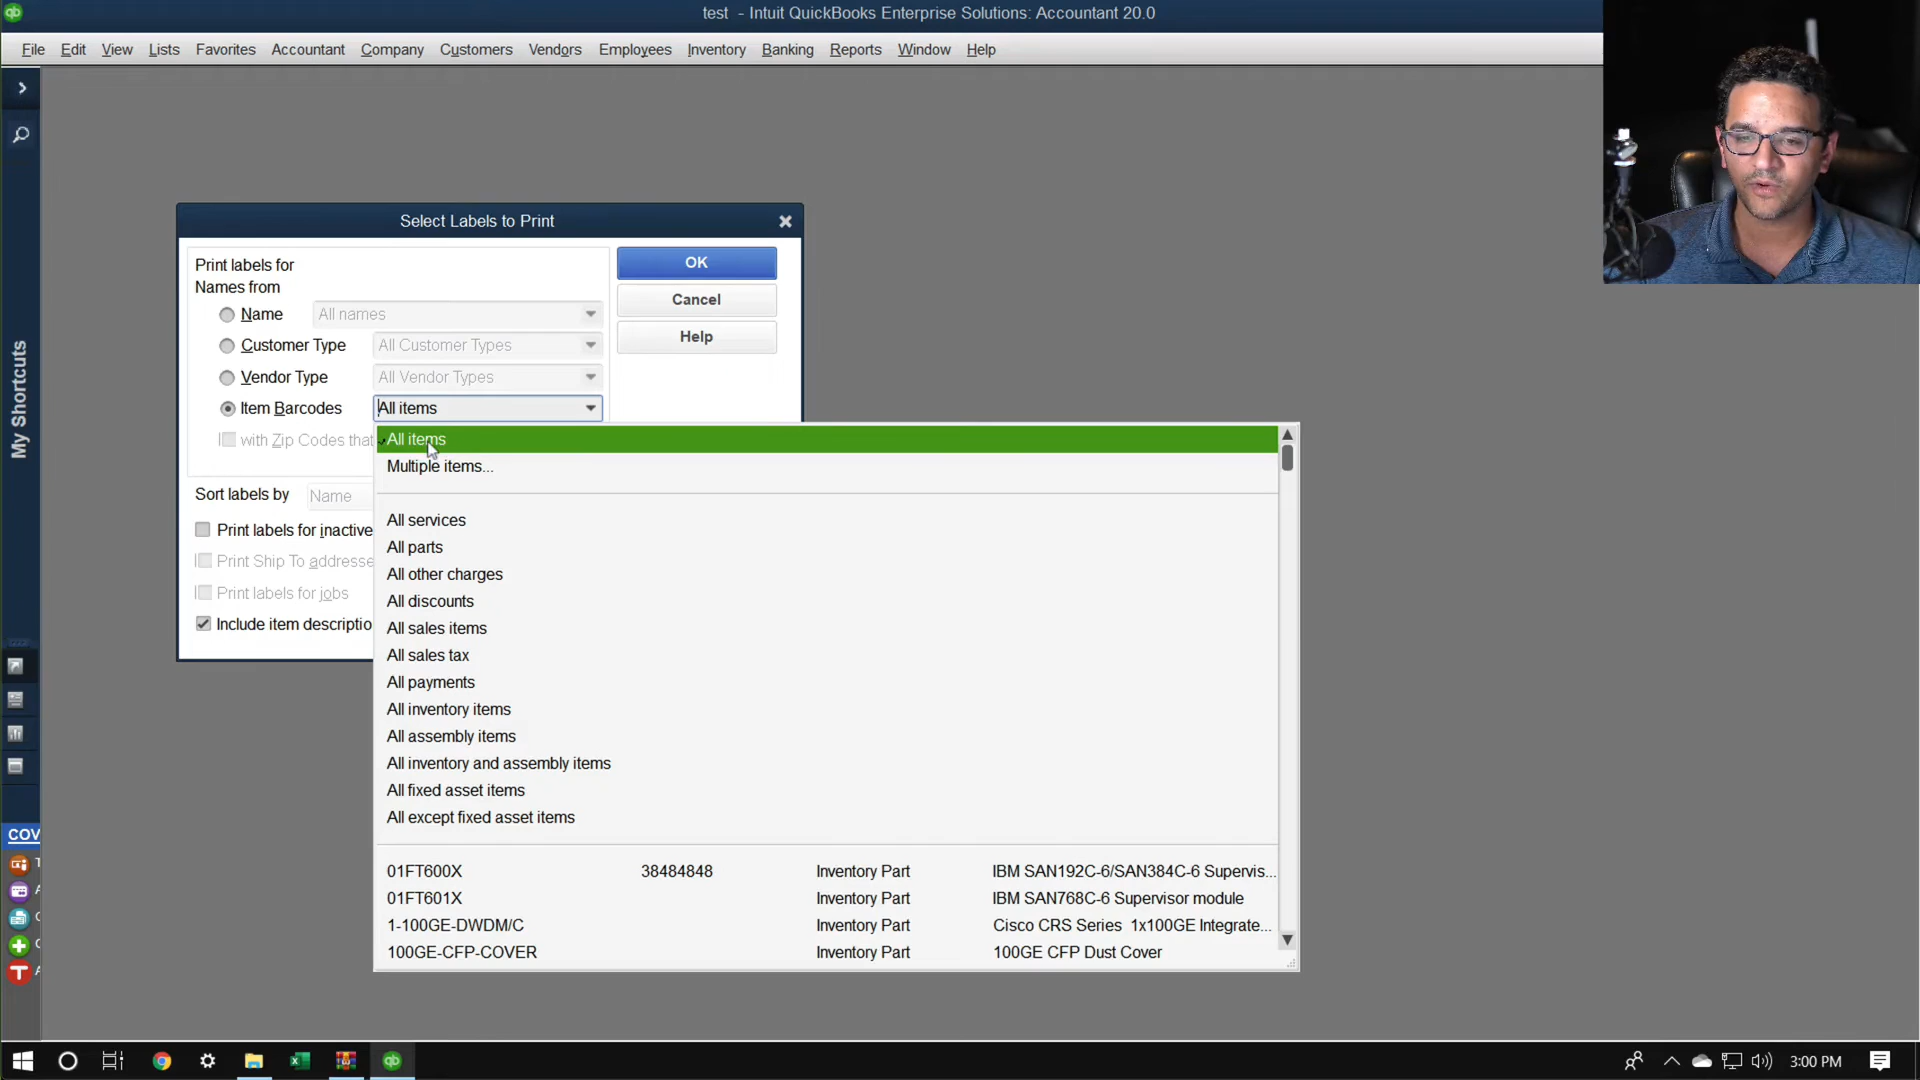 test - Intuit QuickBooks Enterprise Solutions: Accountant 20.0
File Edit View Lists Favorites Accountant Company Customers Vendors Employees Inventory Banking Reports Window Help
My Shortcuts
Select Labels to Print
Print labels for
Names from
Name All names
Customer Type All Customer Types
Vendor Type All Vendor Types
Item Barcodes All items
with Zip Codes that
Sort labels by Name
Print labels for inactive
Print Ship To addresse
Print labels for jobs
Include item descriptio
OK
Cancel
Help
All items
Multiple items...
All services
All parts
All other charges
All discounts
All sales items
All sales tax
All payments
All inventory items
All assembly items
All inventory and assembly items
All fixed asset items
All except fixed asset items
01FT600X 38484848 Inventory Part IBM SAN192C-6/SAN384C-6 Supervis...
01FT601X Inventory Part IBM SAN768C-6 Supervisor module
1-100GE-DWDM/C Inventory Part Cisco CRS Series 1x100GE Integrate...
100GE-CFP-COVER Inventory Part 100GE CFP Dust Cover
COV
3:00 PM